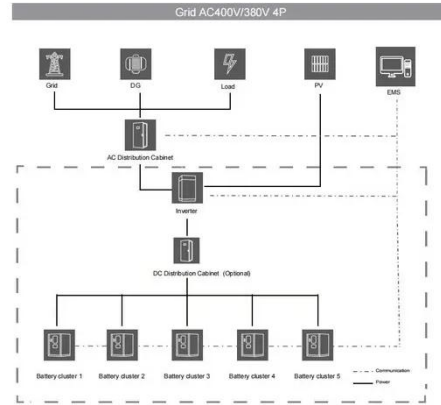 Grid AC400V/380V 4P
Grid
DG
Load
PV
EMS
AC Distribution Cabinet
Inverter
DC Distribution Cabinet (Optional)
Battery cluster 1
Battery cluster 2
Battery cluster 3
Battery cluster 4
Battery cluster 5
Communication
Power